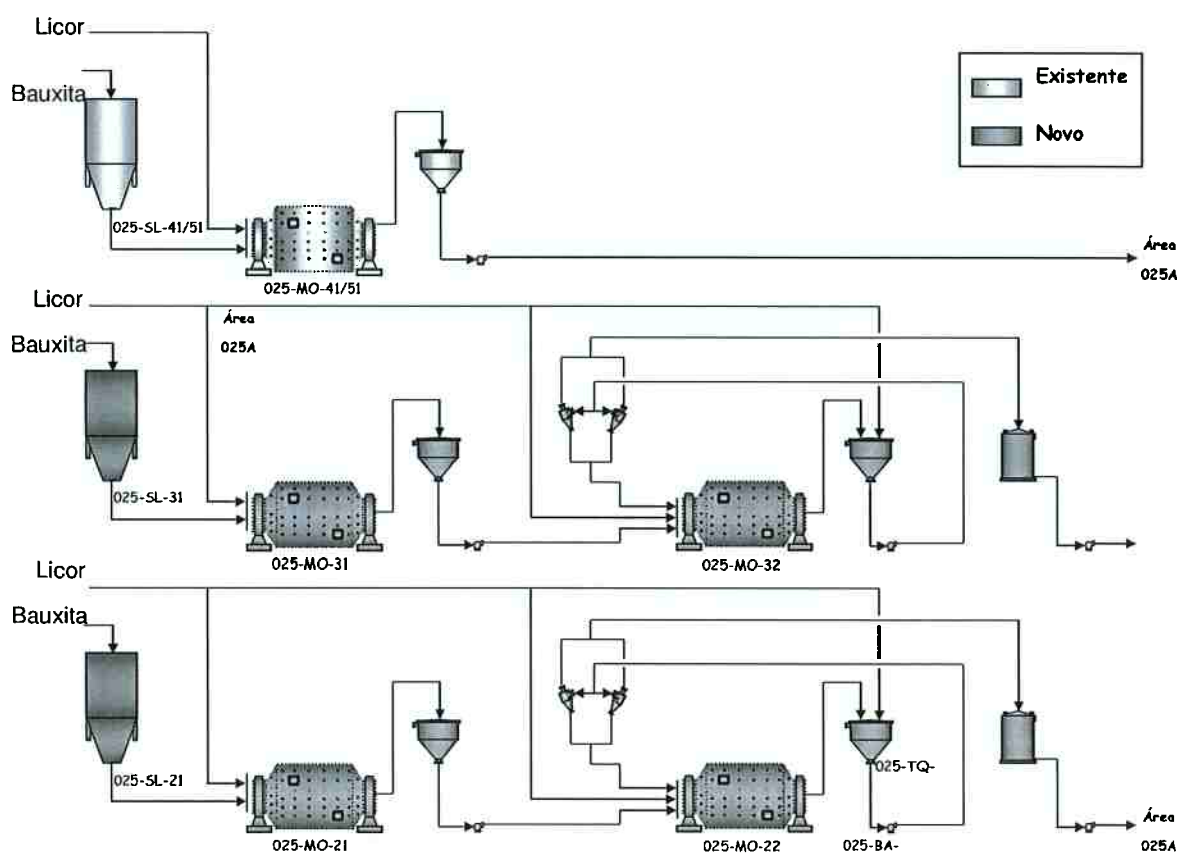 Licor
Existente
Bauxita
Novo
025-SL-41/51
Área
025A
025-MO-41/51
Licor
Área
025A
Bauxita
025-SL-31
025-MO-31
025-MO-32
Licor
Bauxita
025-SL-21
025-TQ-
Área
025A
025-MO-21
025-MO-22
025-BA-